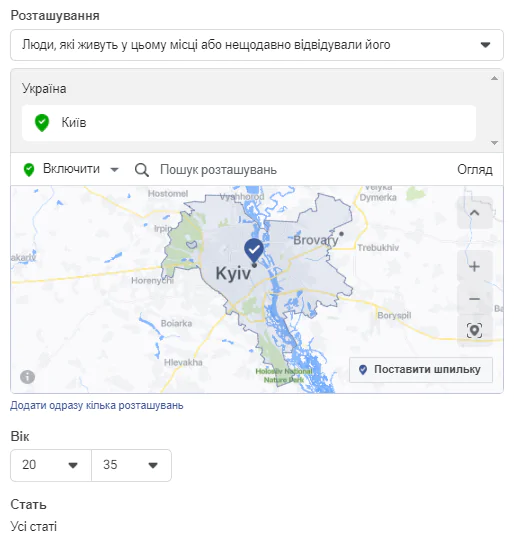 Розташування
Люди, які живуть у цьому місці або нещодавно відвідували його
Україна
Київ
Включити
Пошук розташувань
Огляд
Hostomel
Vyshhorod
Velyka
Dymerka
Irpin
Brovary
Trebukhiv
akariv
Kyiv
Horenychi
Boryspil
Boiarka
Hlevakha
Holosiiv National
Nature Park
Поставити шпильку
Додати одразу кілька розташувань
Вік
20
35
Стать
Усі статі